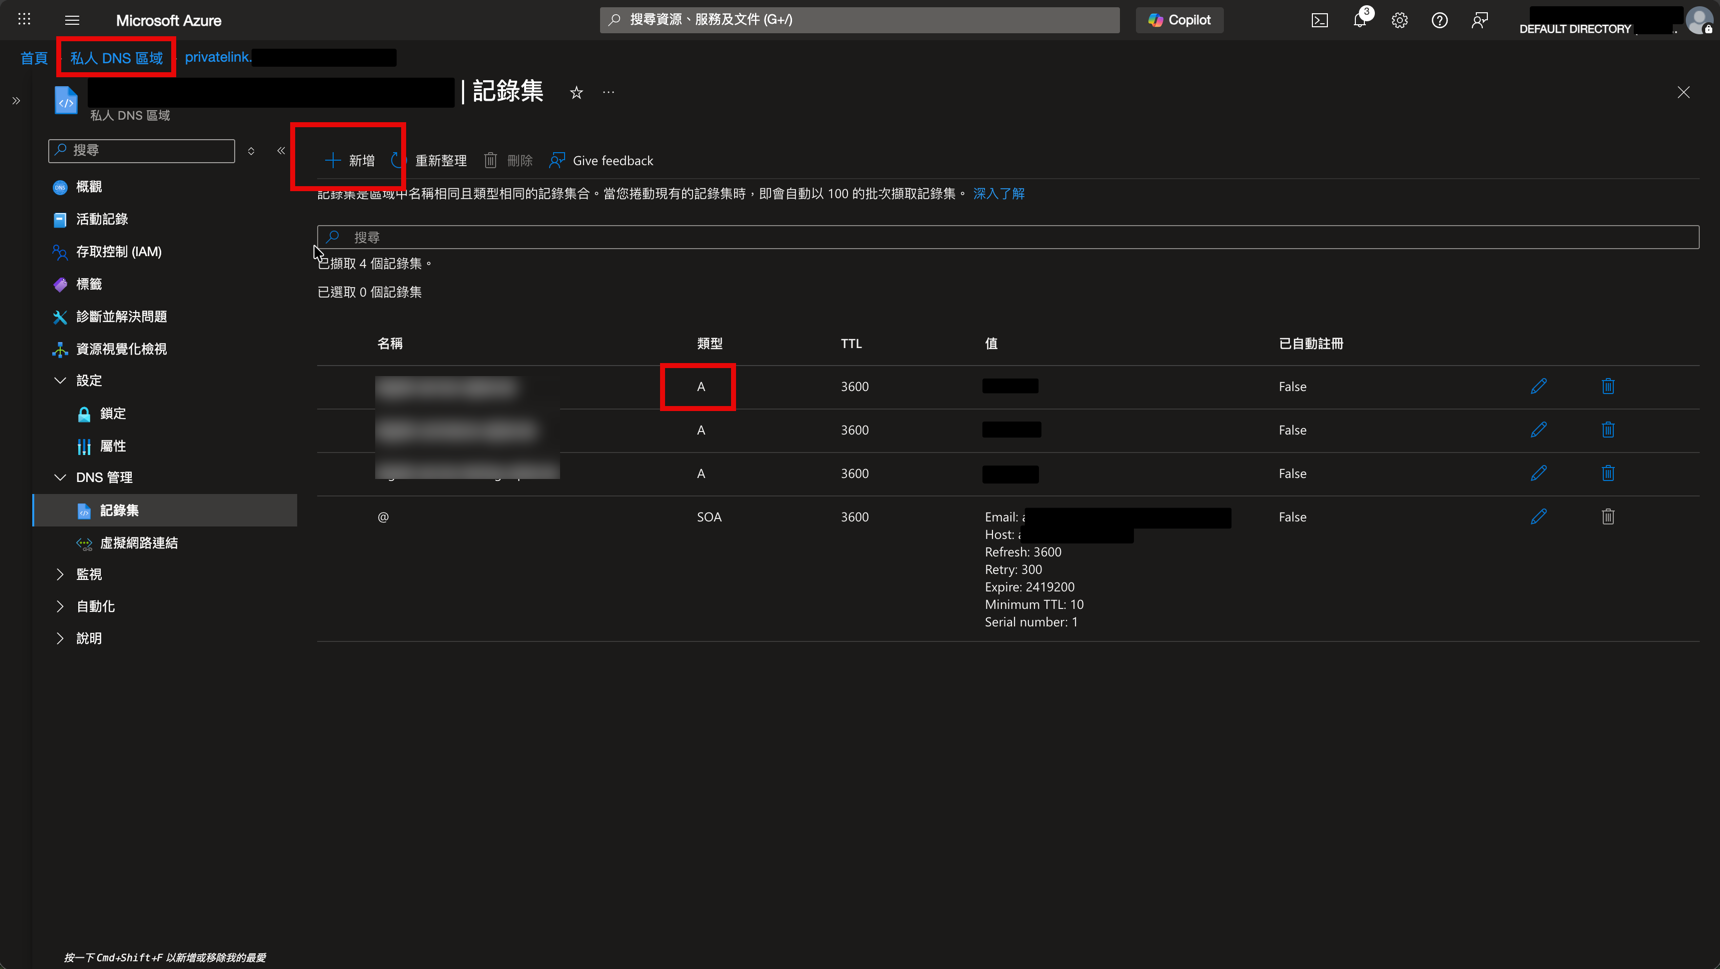 Microsoft Azure
搜尋資源、服務及文件 (G+/)
Copilot
3
DEFAULT DIRECTORY
首頁
私人 DNS 區域
privatelink.
| 記錄集
私人 DNS 區域
搜尋
新增
重新整理
刪除
Give feedback
記錄集是區域中名稱相同且類型相同的記錄集合。當您捲動現有的記錄集時，即會自動以 100 的批次擷取記錄集。 深入了解
搜尋
已擷取 4 個記錄集。
已選取 0 個記錄集
概觀
活動記錄
存取控制 (IAM)
標籤
診斷並解決問題
資源視覺化檢視
設定
鎖定
屬性
DNS 管理
記錄集
虛擬網路連結
監視
自動化
說明
名稱 類型 TTL 值 已自動註冊
A 3600 False
A 3600 False
A 3600 False
@ SOA 3600 Email: a False
Host: a
Refresh: 3600
Retry: 300
Expire: 2419200
Minimum TTL: 10
Serial number: 1
按一下 Cmd+Shift+F 以新增或移除我的最愛